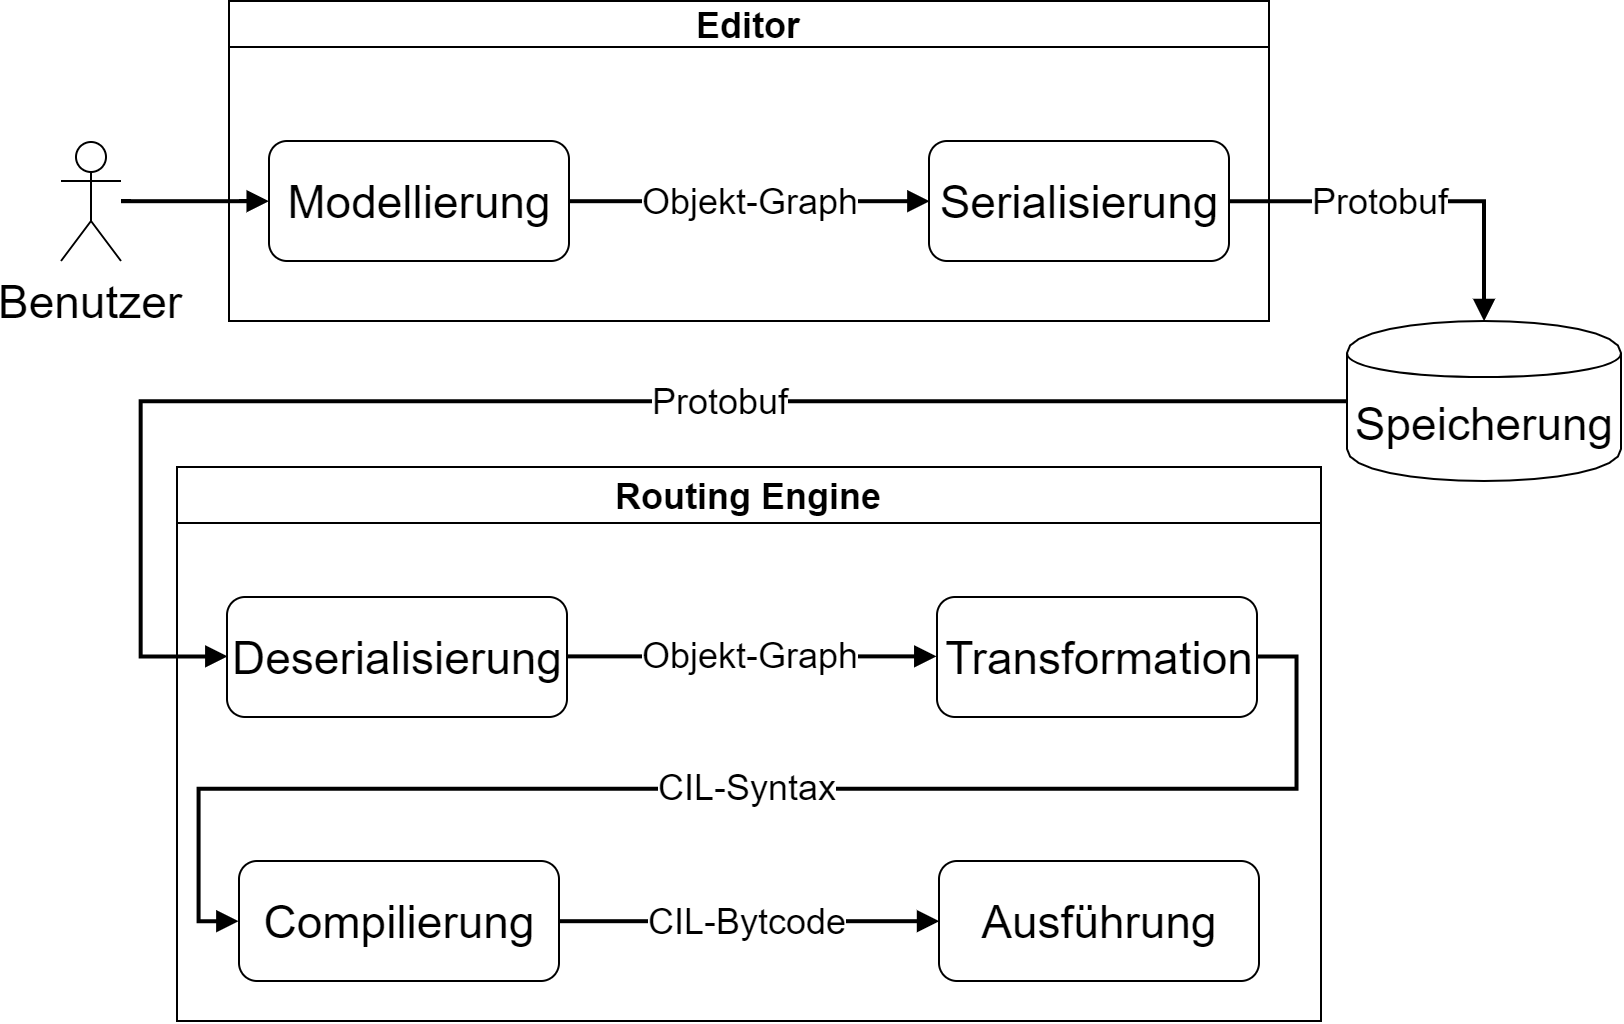 Editor
Benutzer
Modellierung
Objekt-Graph
Serialisierung
Protobuf
Speicherung
Protobuf
Routing Engine
Deserialisierung
Objekt-Graph
Transformation
CIL-Syntax
Compilierung
CIL-Bytcode
Ausführung